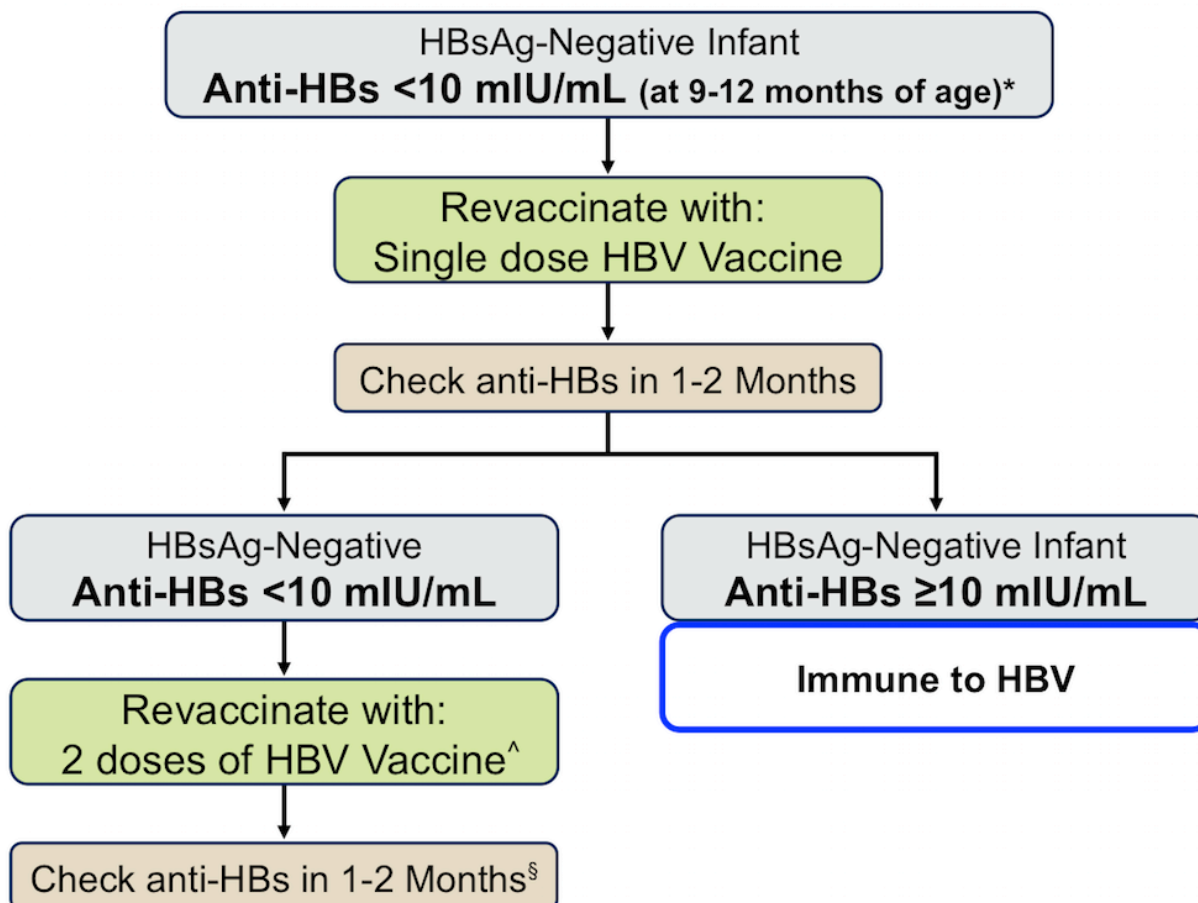 HBsAg-Negative Infant
Anti-HBs <10 mIU/mL (at 9-12 months of age)*
Revaccinate with:
Single dose HBV Vaccine
Check anti-HBs in 1-2 Months
HBsAg-Negative
Anti-HBs <10 mIU/mL
HBsAg-Negative Infant
Anti-HBs ≥10 mIU/mL
Immune to HBV
Revaccinate with:
2 doses of HBV Vaccine^
Check anti-HBs in 1-2 Months§